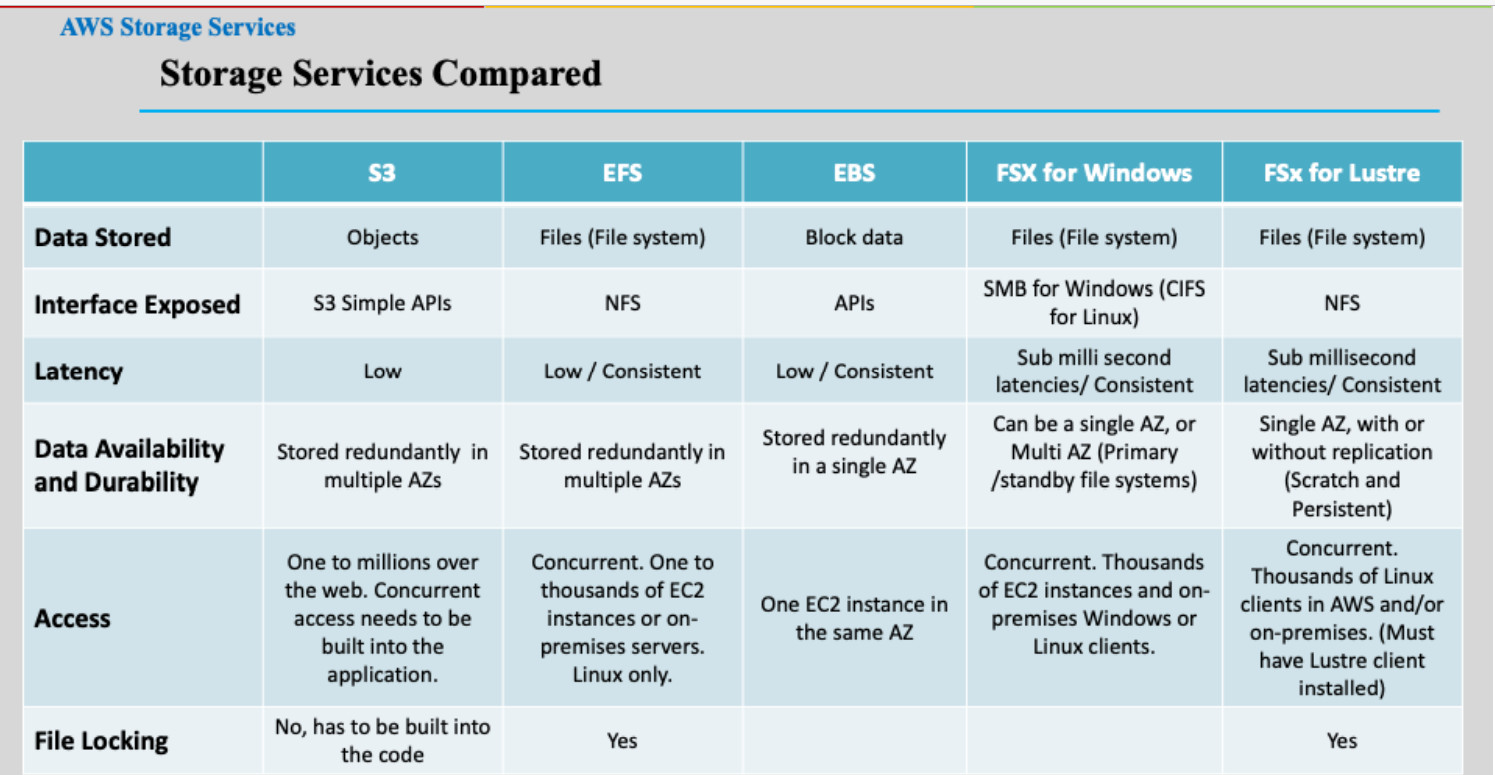 AWS Storage Services
Storage Services Compared
S3
EFS
EBS
FSX for Windows
FSx for Lustre
Data Stored
Objects
Files (File system)
Block data
Files (File system)
Files (File system)
Interface Exposed
S3 Simple APIs
NFS
APIs
SMB for Windows (CIFS
for Linux)
NFS
Latency
Low
Low / Consistent
Low / Consistent
Sub milli second
latencies/ Consistent
Sub millisecond
latencies/ Consistent
Data Availability
and Durability
Stored redundantly in
multiple AZs
Stored redundantly in
multiple AZs
Stored redundantly
in a single AZ
Can be a single AZ, or
Multi AZ (Primary
/standby file systems)
Single AZ, with or
without replication
(Scratch and
Persistent)
Access
One to millions over
the web. Concurrent
access needs to be
built into the
application.
Concurrent. One to
thousands of EC2
instances or on-
premises servers.
Linux only.
One EC2 instance in
the same AZ
Concurrent. Thousands
of EC2 instances and on-
premises Windows or
Linux clients.
Concurrent.
Thousands of Linux
clients in AWS and/or
on-premises. (Must
have Lustre client
installed)
File Locking
No, has to be built into
the code
Yes
Yes